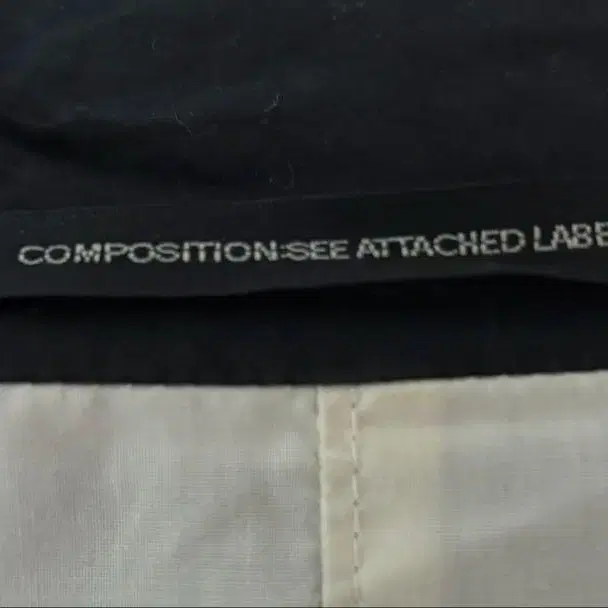 COMPOSITION:SEE ATTACHED LABE